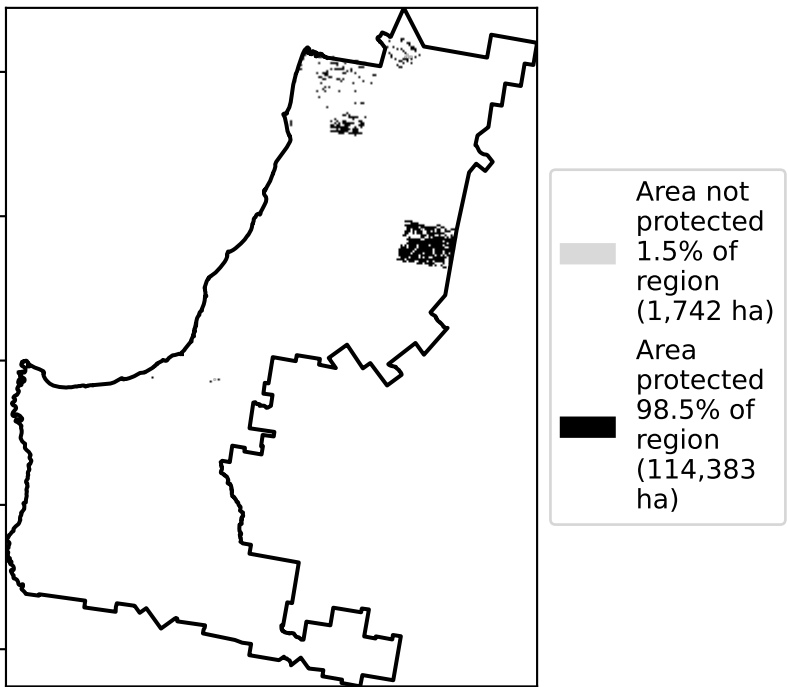 Area not
protected
1.5% of
region
(1,742 ha)
Area
protected
98.5% of
region
(114,383
ha)